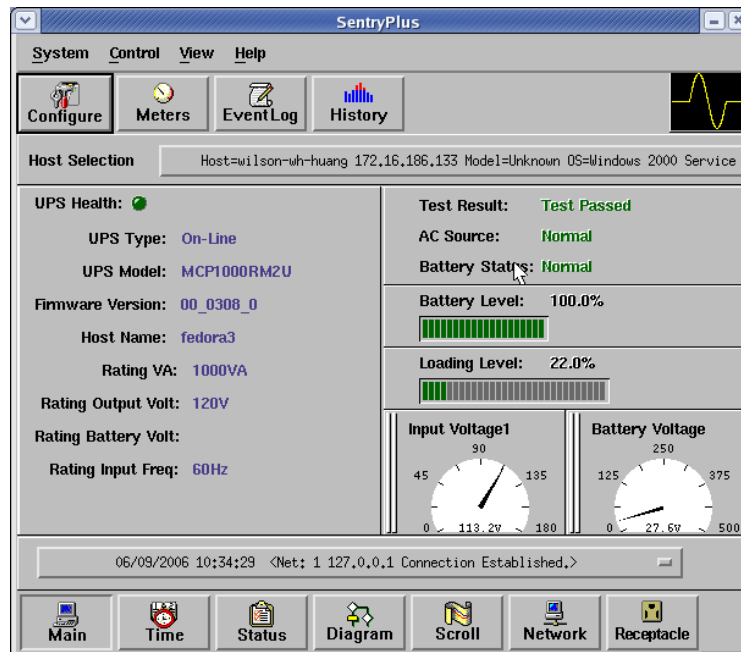 SentryPlus
System Control View Help
Configure Meters EventLog History
Host Selection Host=wilson-wh-huang 172.16.186.133 Model=Unknown OS=Windows 2000 Service
UPS Health:
UPS Type: On-Line
UPS Model: MCP1000RM2U
Firmware Version: 00_0308_0
Host Name: fedora3
Rating VA: 1000VA
Rating Output Volt: 120V
Rating Battery Volt:
Rating Input Freq: 60Hz
Test Result: Test Passed
AC Source: Normal
Battery Status: Normal
Battery Level: 100.0%
Loading Level: 22.0%
Input Voltage1
90
45 135
0 113.2V 180
Battery Voltage
250
125 375
0 27.6V 500
06/09/2006 10:34:29 <Net: 1 127.0.0.1 Connection Established.>
Main Time Status Diagram Scroll Network Receptacle